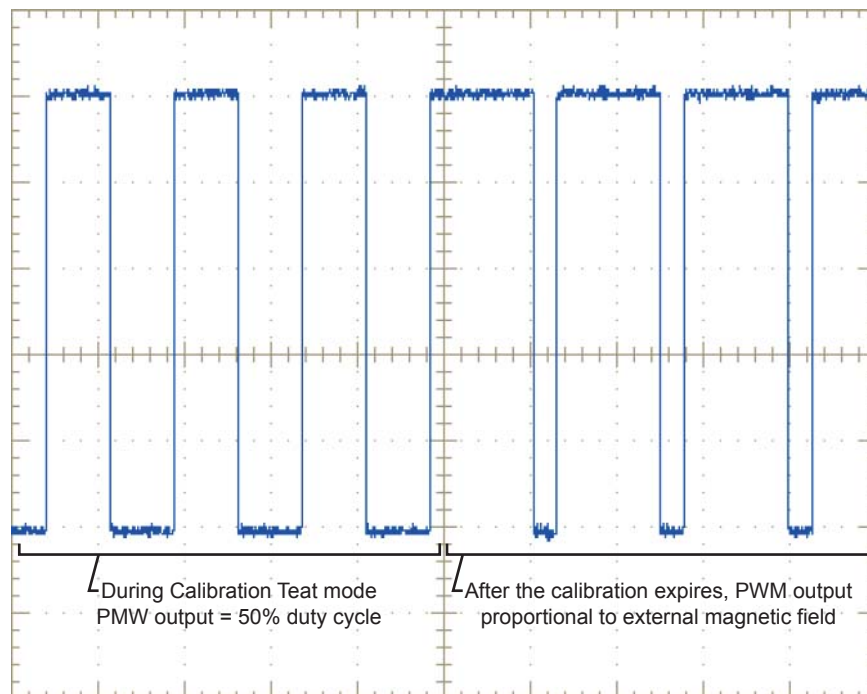 During Calibration Teat mode
PMW output = 50% duty cycle
After the calibration expires, PWM output
proportional to external magnetic field